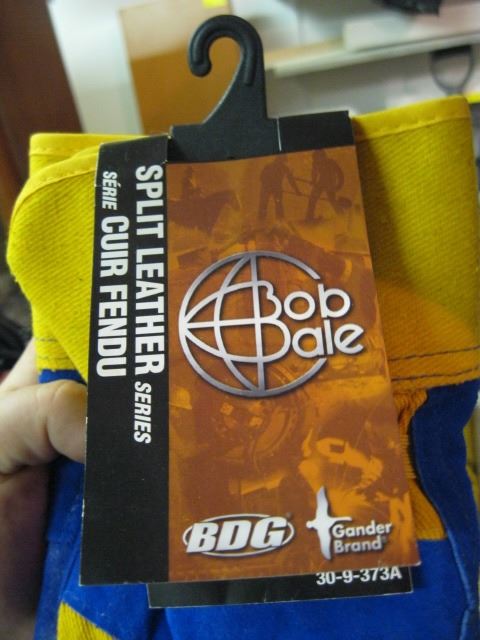 SPLIT LEATHER SERIES
SÉRIE CUIR FENDU
Bob
Dale
BDG
Gander
Brand
30-9-373A